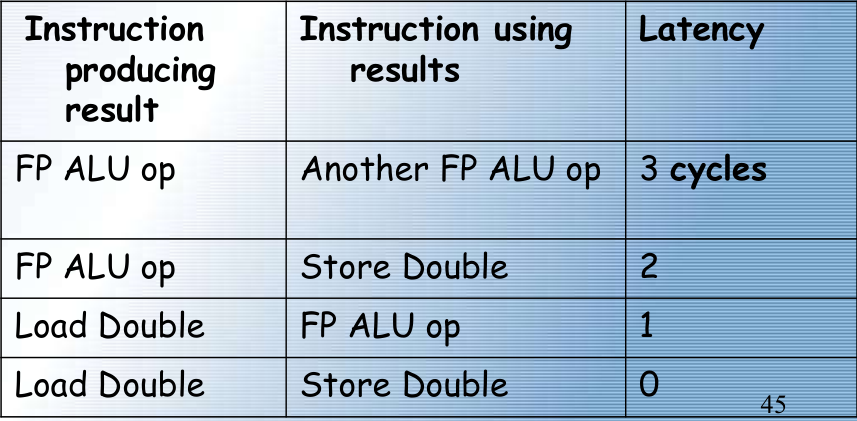 Instruction
producing
result
Instruction using
results
Latency
FP ALU op
Another FP ALU op
3 cycles
FP ALU op
Store Double
2
Load Double
FP ALU op
1
Load Double
Store Double
0
45